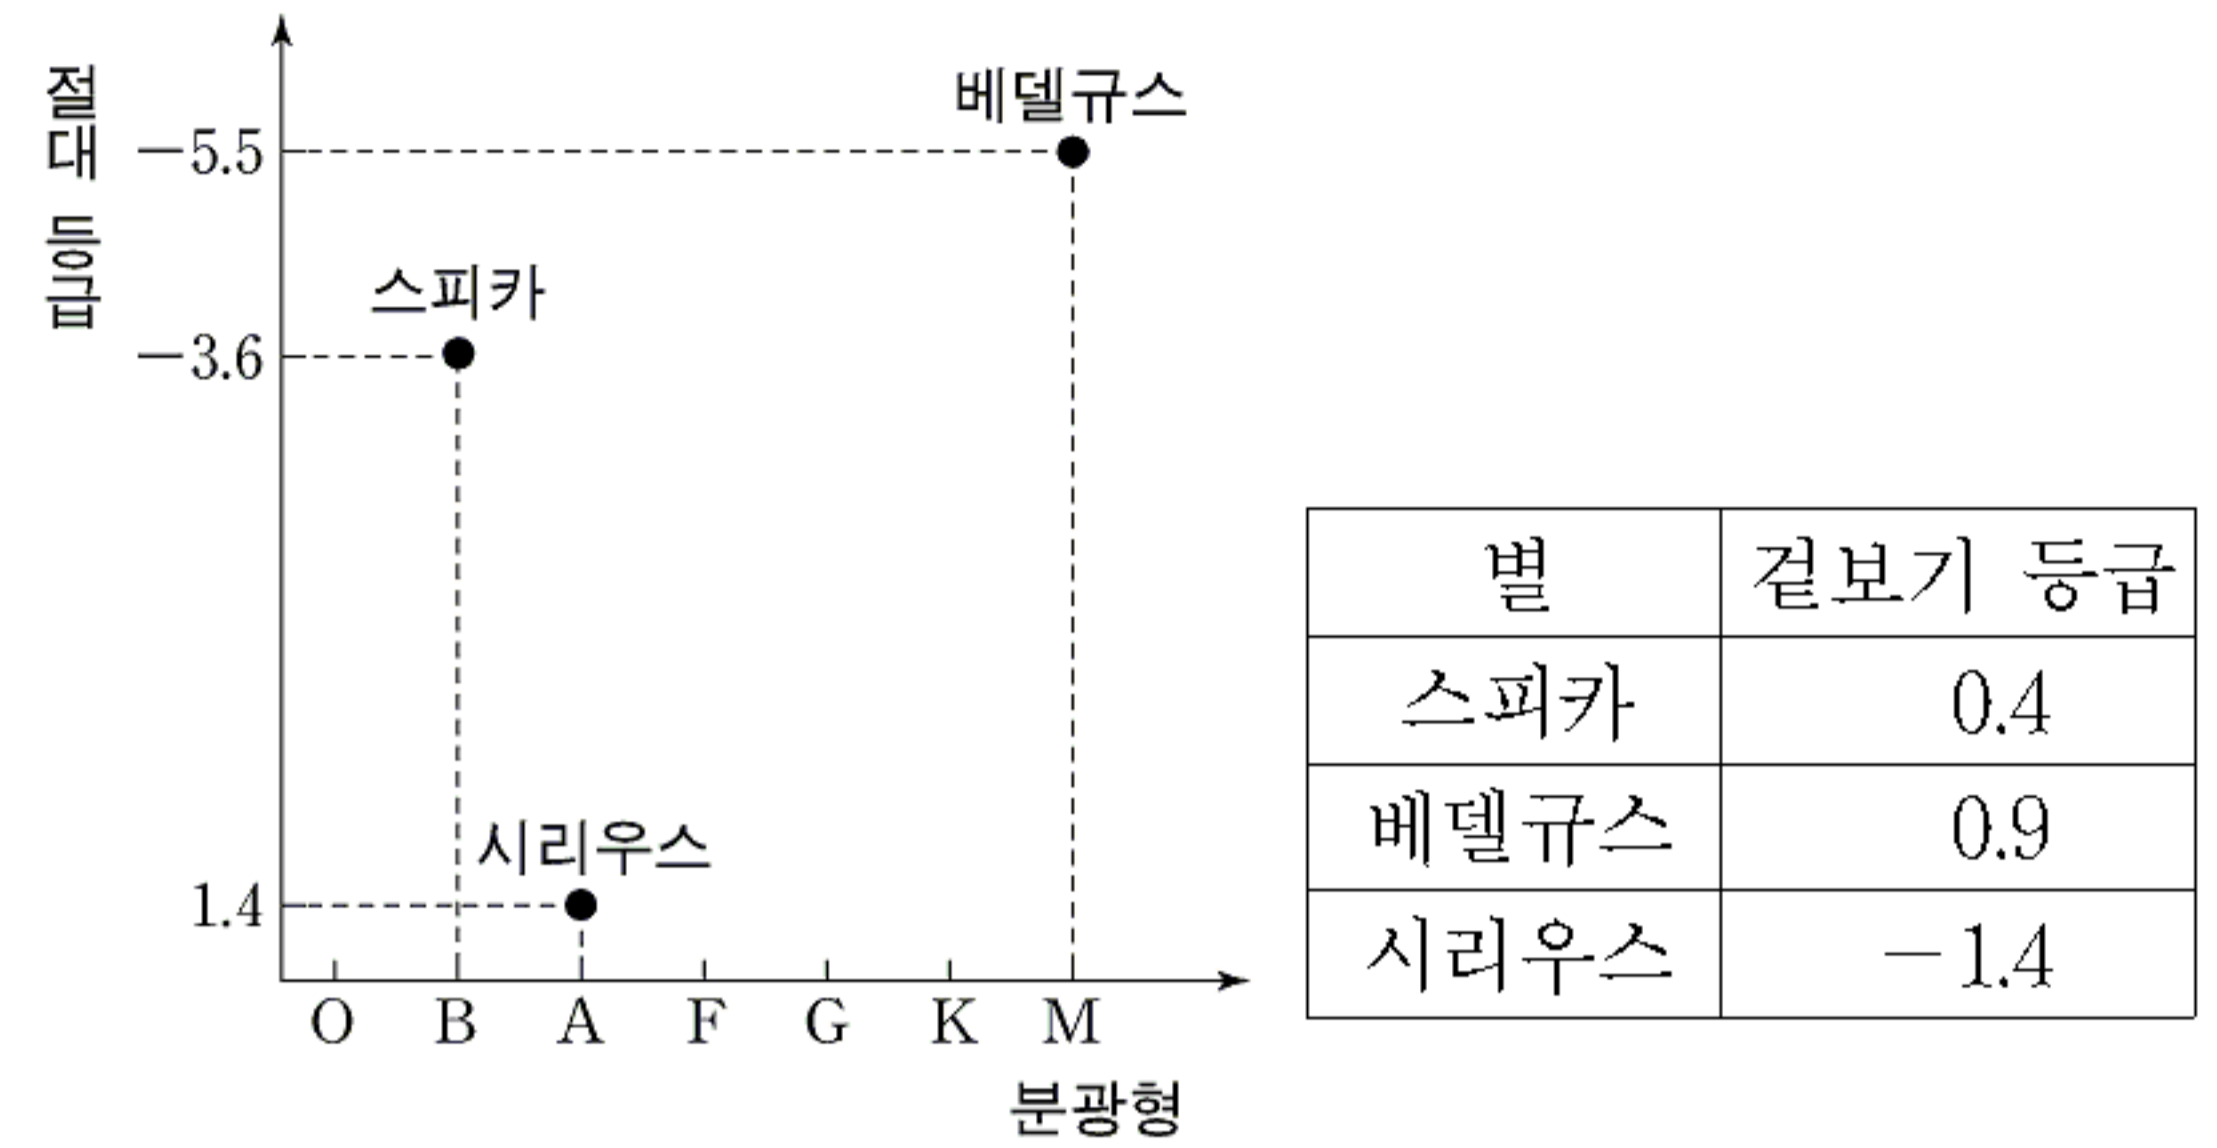 절대 등급
베델규스
−5.5
스피카
−3.6
시리우스
1.4
O B A F G K M
분광형
별 겉보기 등급
스피카 0.4
베델규스 0.9
시리우스 −1.4